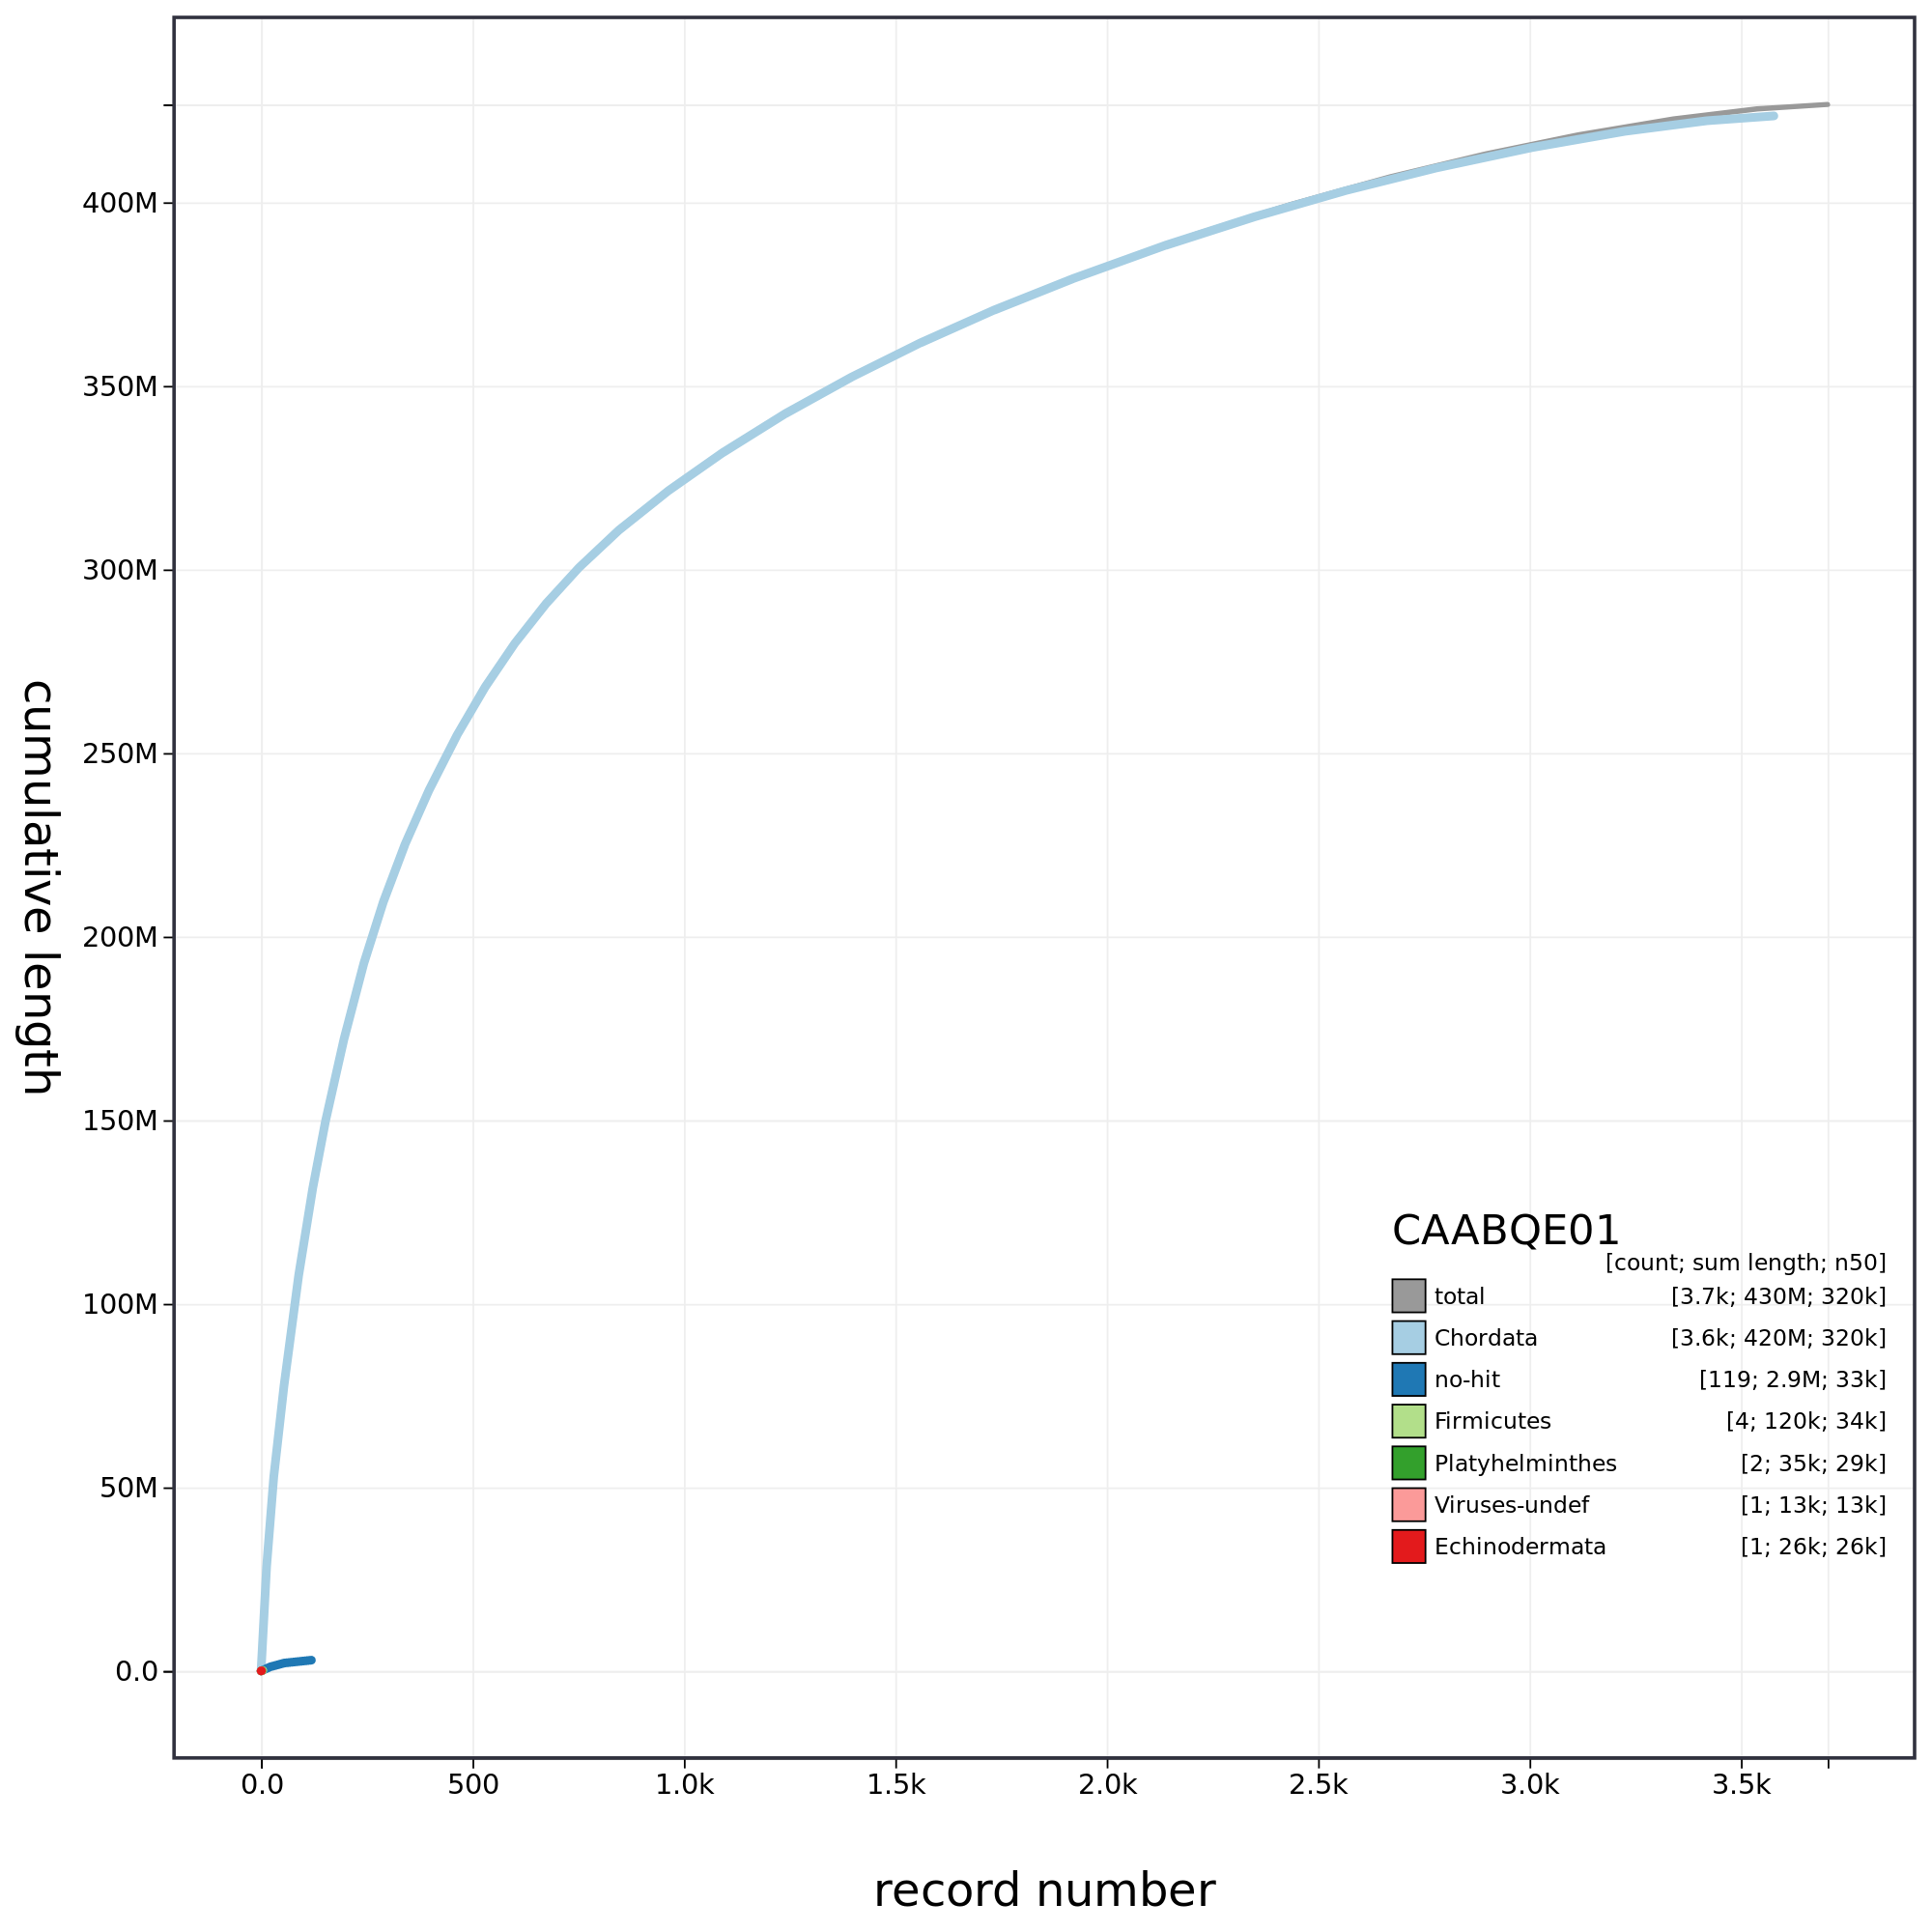 cumulative length
400M
350M
300M
250M
200M
150M
100M
50M
0.0
CAABQE01
[count; sum length; n50]
total [3.7k; 430M; 320k]
Chordata [3.6k; 420M; 320k]
no-hit [119; 2.9M; 33k]
Firmicutes [4; 120k; 34k]
Platyhelminthes [2; 35k; 29k]
Viruses-undef [1; 13k; 13k]
Echinodermata [1; 26k; 26k]
0.0 500 1.0k 1.5k 2.0k 2.5k 3.0k 3.5k
record number